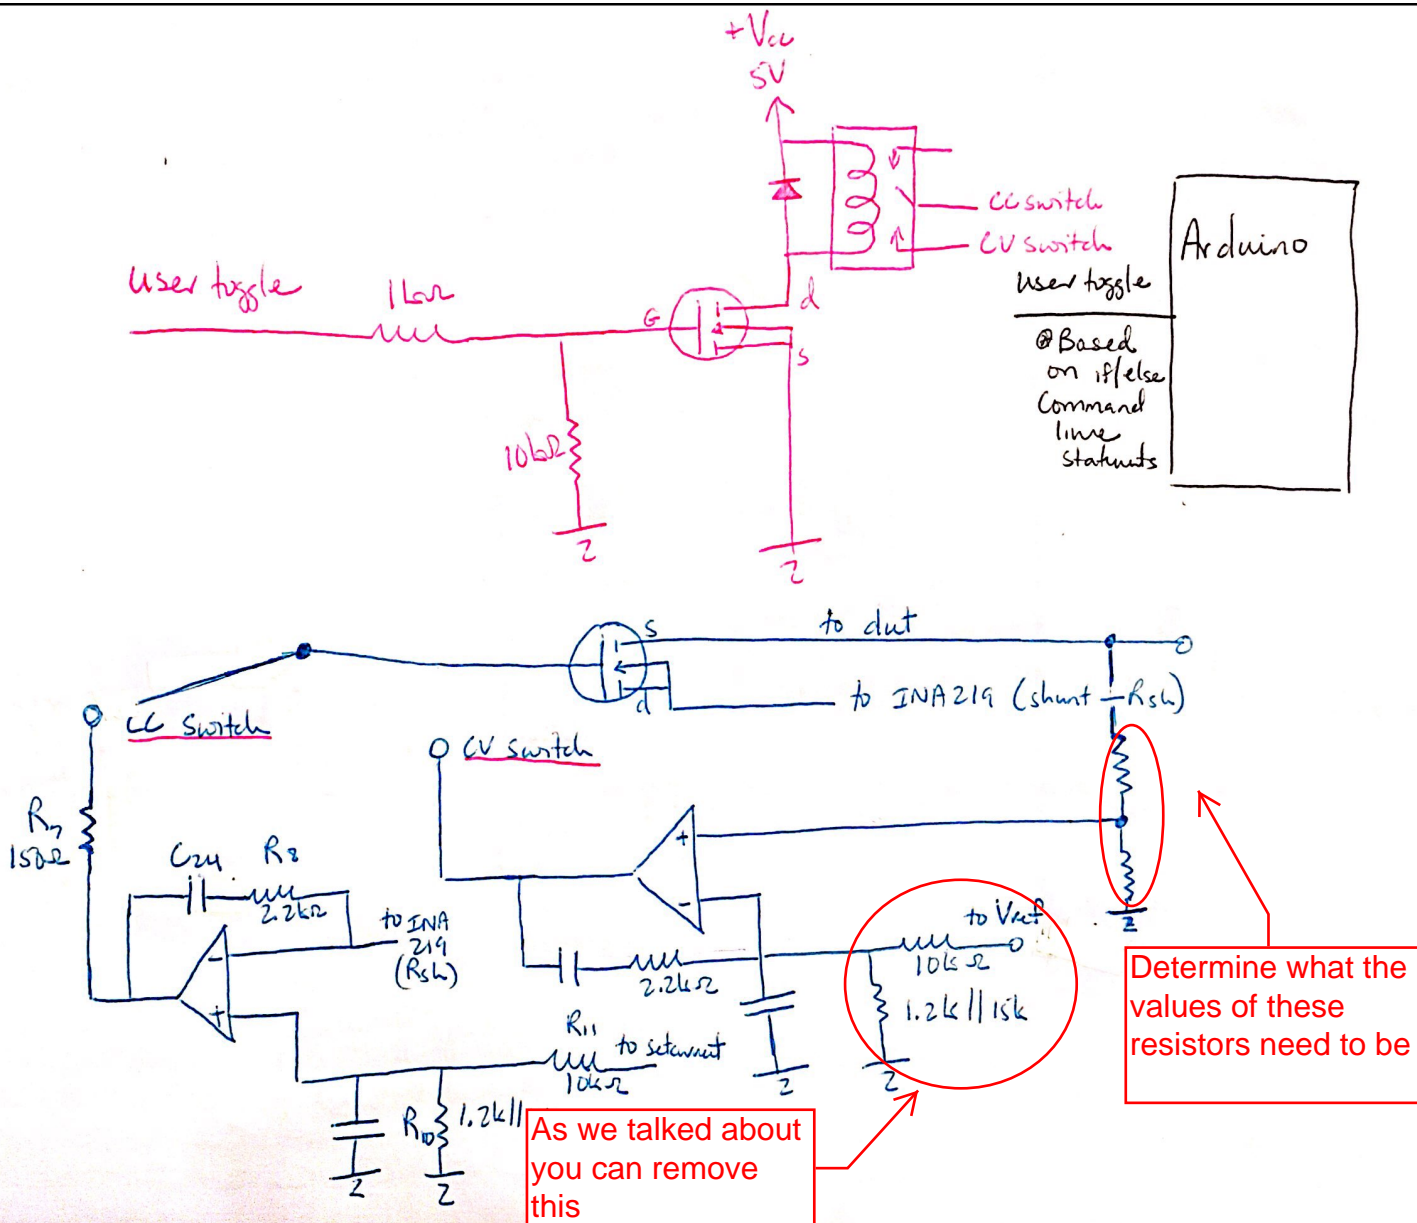 +Vcc
5V
CC switch
CV switch
user toggle
1kΩ
G
d
s
10kΩ
Arduino
user toggle
Based
on if/else
Command
line
statments
s
to dut
d
to INA219 (shunt - Rsh)
CC Switch
CV switch
R7
150Ω
C24
R8
2.2kΩ
to INA
219
(Rsh)
+
-
-
+
2.2kΩ
to Vref
10kΩ
1.2k//15k
R11
10kΩ
to setcurrent
R10
1.2k//
Determine what the
values of these
resistors need to be
As we talked about
you can remove
this